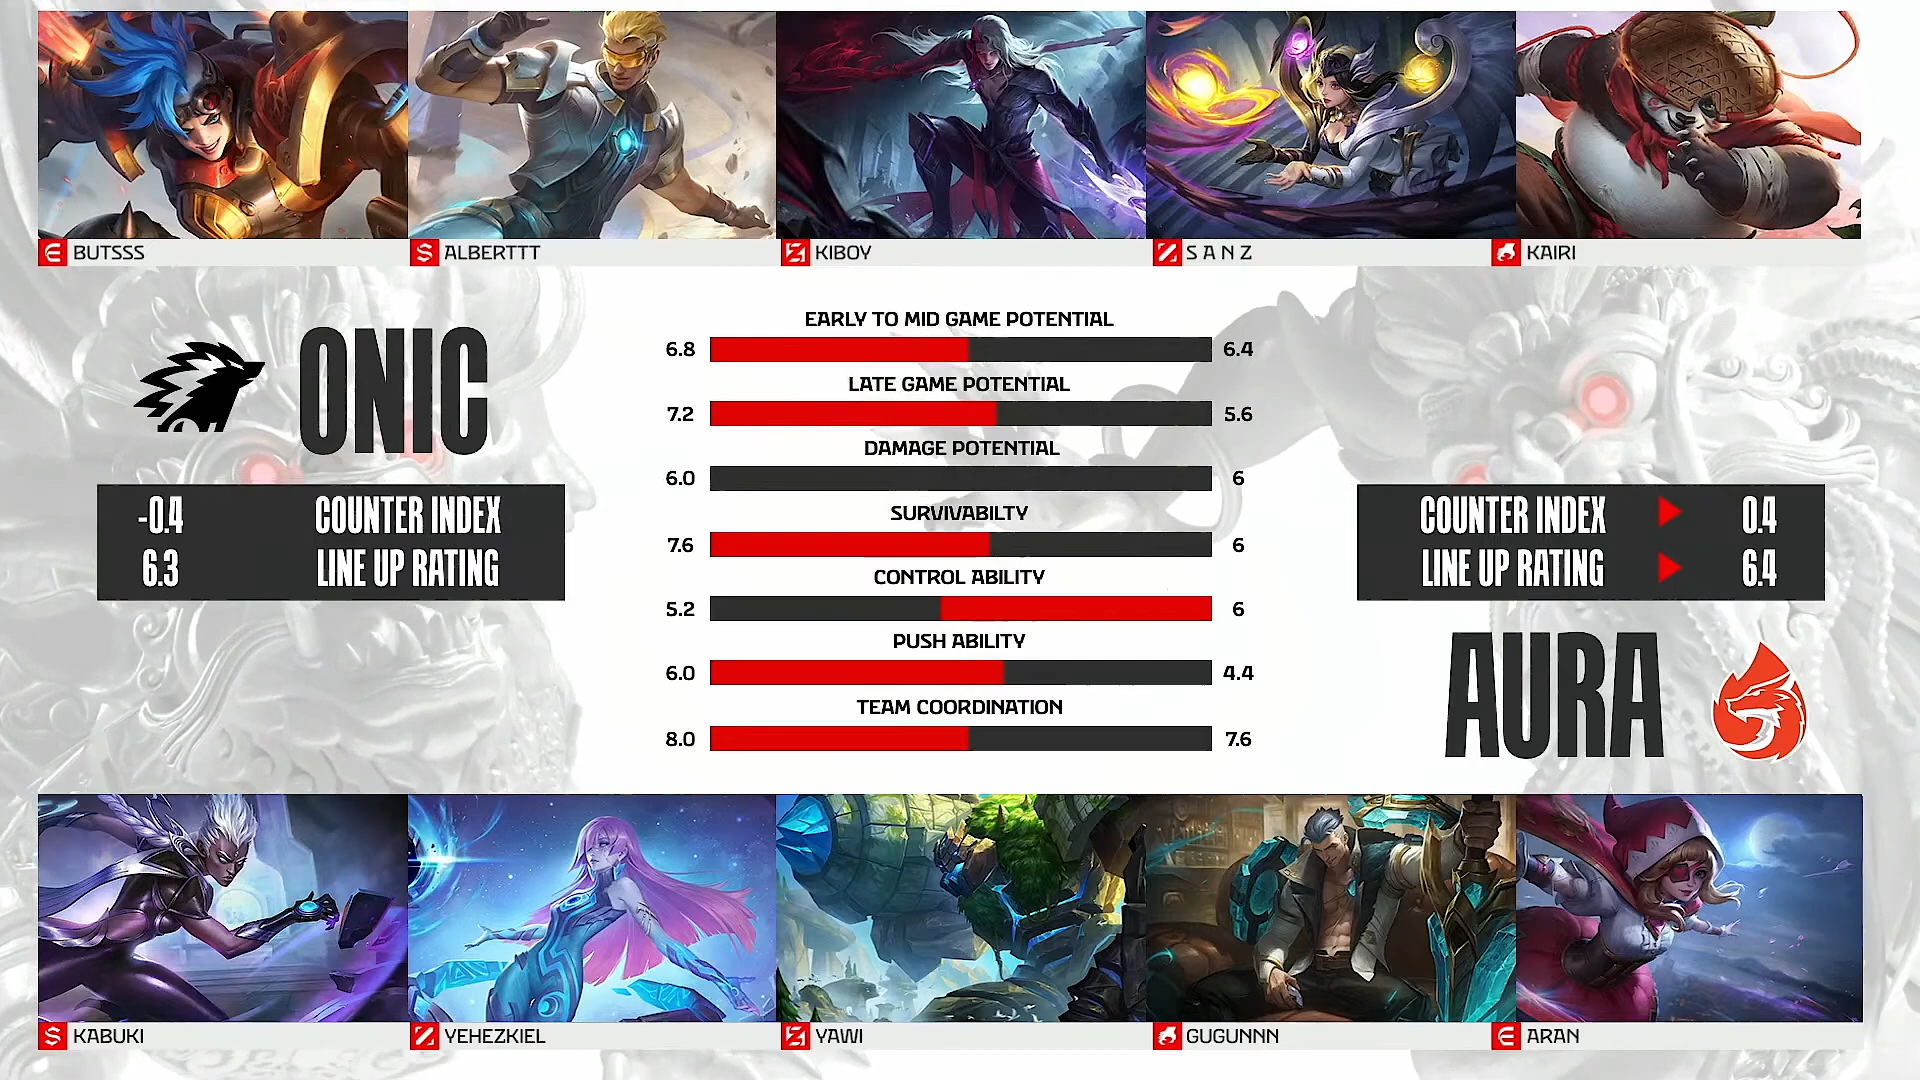 BUTSSS
ALBERTTT
KIBOY
S A N Z
KAIRI
ONIC
-0.4 COUNTER INDEX
6.3 LINE UP RATING
EARLY TO MID GAME POTENTIAL
6.8 6.4
LATE GAME POTENTIAL
7.2 5.6
DAMAGE POTENTIAL
6.0 6
SURVIVABILTY
7.6 6
CONTROL ABILITY
5.2 6
PUSH ABILITY
6.0 4.4
TEAM COORDINATION
8.0 7.6
COUNTER INDEX 0.4
LINE UP RATING 6.4
AURA
KABUKI
YEHEZKIEL
YAWI
GUGUNNN
ARAN